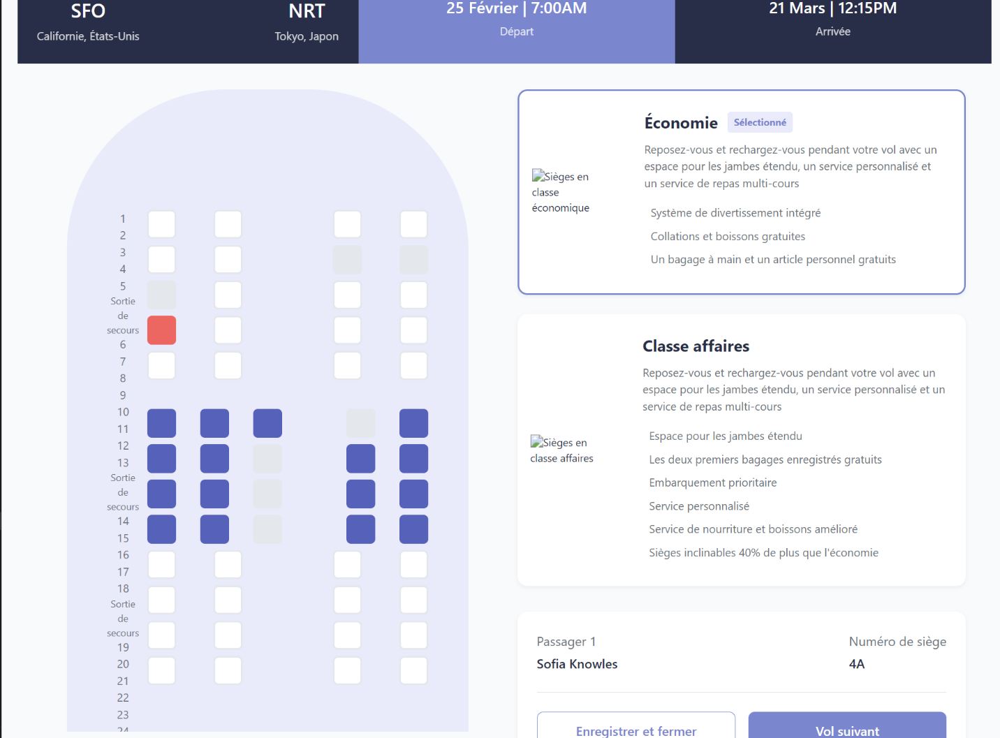 SFO
Californie, États-Unis
NRT
Tokyo, Japon
25 Février | 7:00AM
Départ
21 Mars | 12:15PM
Arrivée
1
2
3
4
5
Sortie
de
secours
6
7
8
9
10
11
12
13
Sortie
de
secours
14
15
16
17
18
Sortie
de
secours
19
20
21
22
23
24
Économie
Sélectionné
Reposez-vous et rechargez-vous pendant votre vol avec un
espace pour les jambes étendu, un service personnalisé et
un service de repas multi-cours
Sièges en
classe
économique
Système de divertissement intégré
Collations et boissons gratuites
Un bagage à main et un article personnel gratuits
Classe affaires
Reposez-vous et rechargez-vous pendant votre vol avec un
espace pour les jambes étendu, un service personnalisé et un
service de repas multi-cours
Sièges en
classe affaires
Espace pour les jambes étendu
Les deux premiers bagages enregistrés gratuits
Embarquement prioritaire
Service personnalisé
Service de nourriture et boissons amélioré
Sièges inclinables 40% de plus que l'économie
Passager 1
Sofia Knowles
Numéro de siège
4A
Enregistrer et fermer
Vol suivant